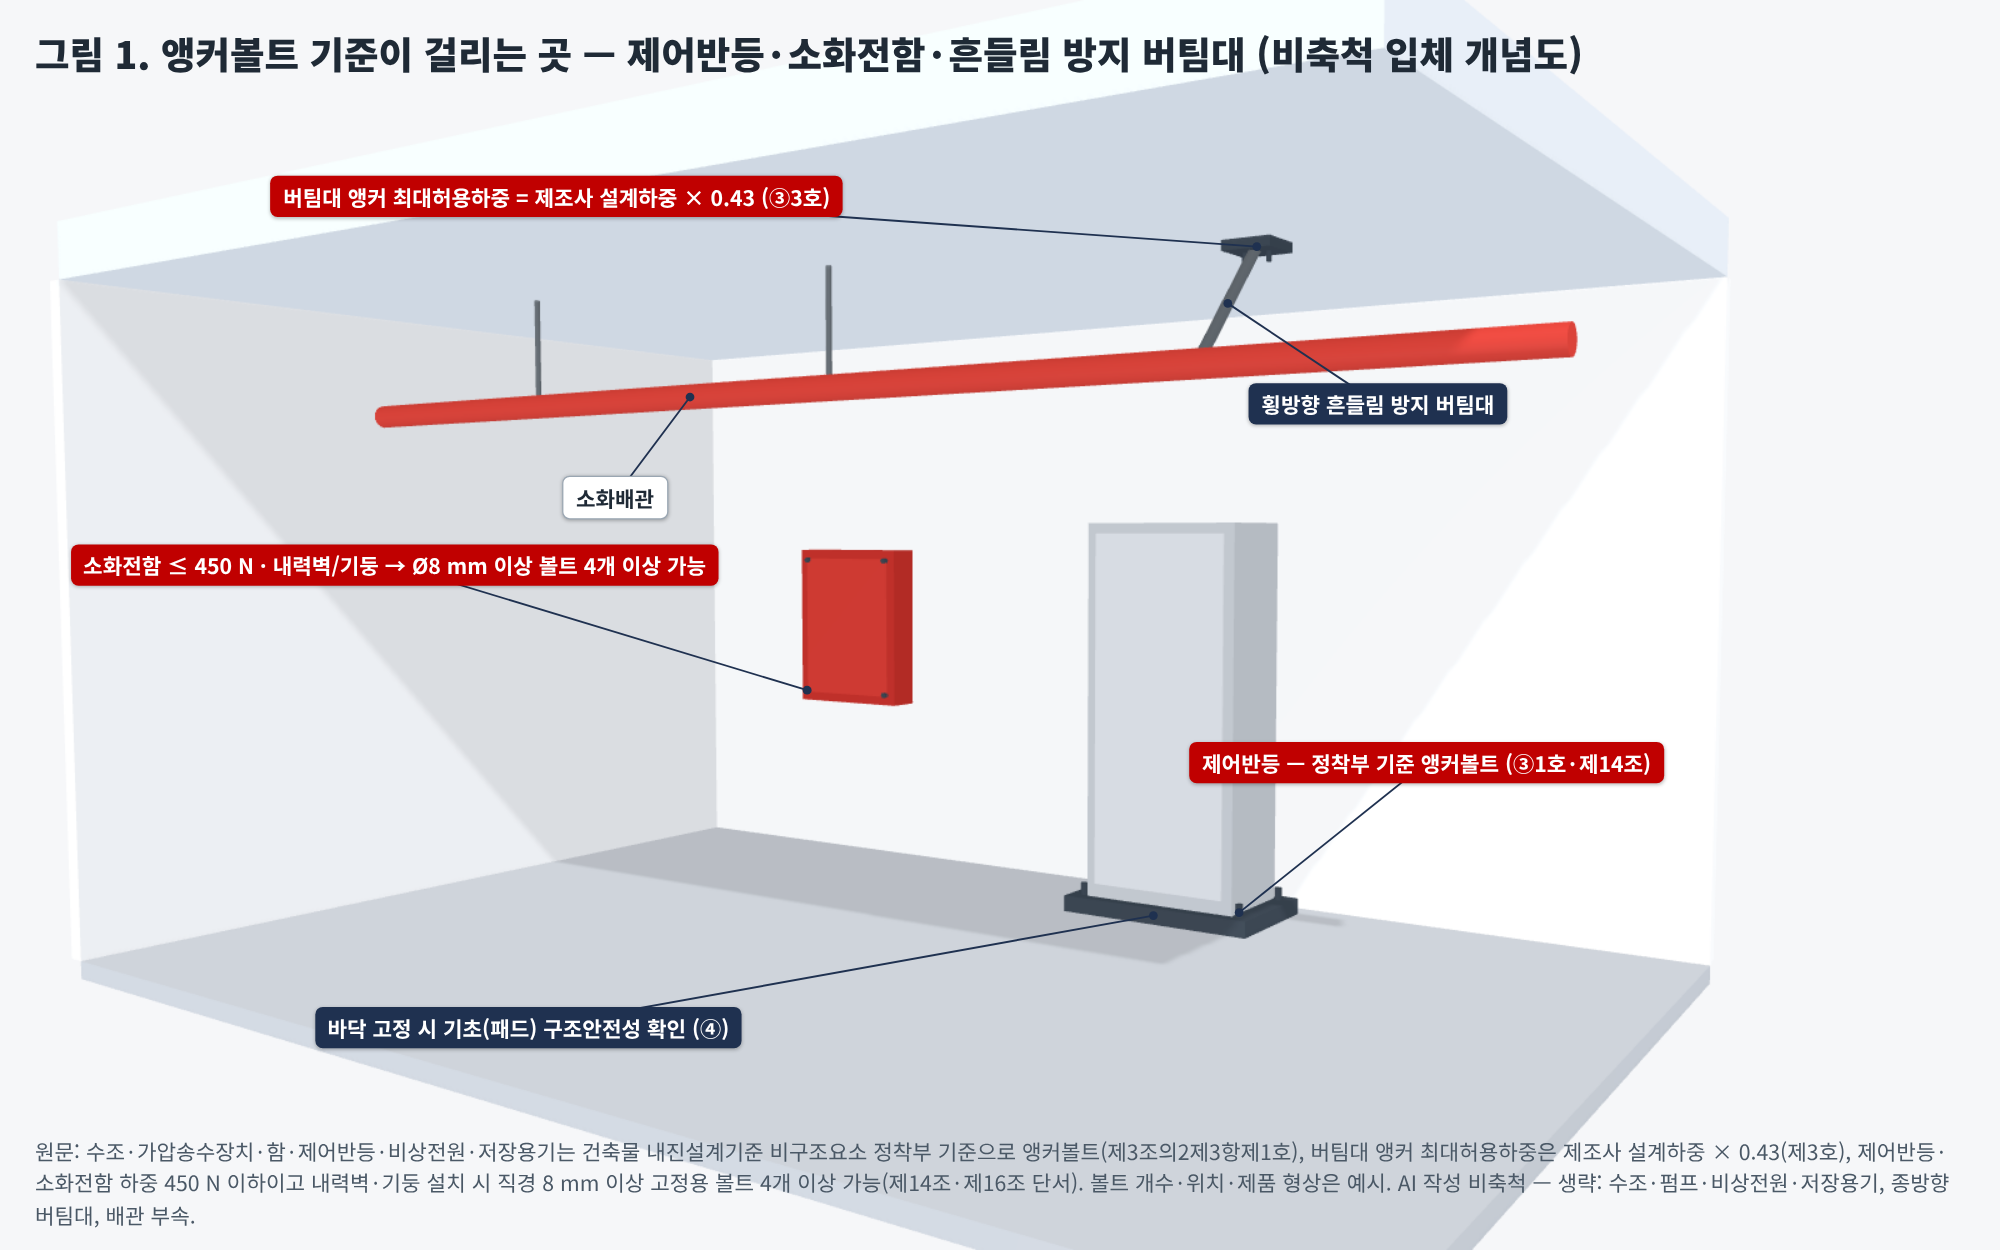 그림 1. 앵커볼트 기준이 걸리는 곳 — 제어반등·소화전함·흔들림 방지 버팀대 (비축척 입체 개념도)
버팀대 앵커 최대허용하중 = 제조사 설계하중 × 0.43 (③3호)
횡방향 흔들림 방지 버팀대
소화배관
소화전함 ≤ 450 N · 내력벽/기둥 → Ø8 mm 이상 볼트 4개 이상 가능
제어반등 — 정착부 기준 앵커볼트 (③1호·제14조)
바닥 고정 시 기초(패드) 구조안전성 확인 (④)
원문: 수조·가압송수장치·함·제어반등·비상전원·저장용기는 건축물 내진설계기준 비구조요소 정착부 기준으로 앵커볼트(제3조의2제3항제1호), 버팀대 앵커 최대허용하중은 제조사 설계하중 × 0.43(제3호), 제어반등·
소화전함 하중 450 N 이하이고 내력벽·기둥 설치 시 직경 8 mm 이상 고정용 볼트 4개 이상 가능(제14조·제16조 단서). 볼트 개수·위치·제품 형상은 예시. AI 작성 비축척 — 생략: 수조·펌프·비상전원·저장용기, 종방향
버팀대, 배관 부속.